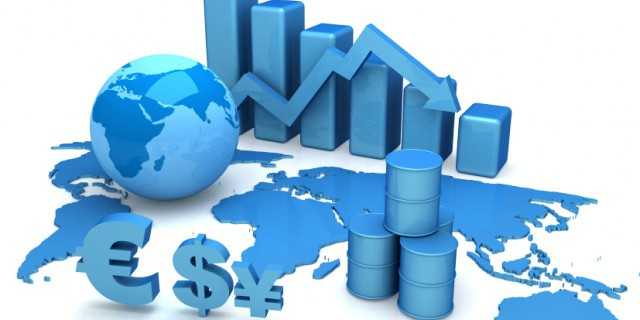 € $ ¥